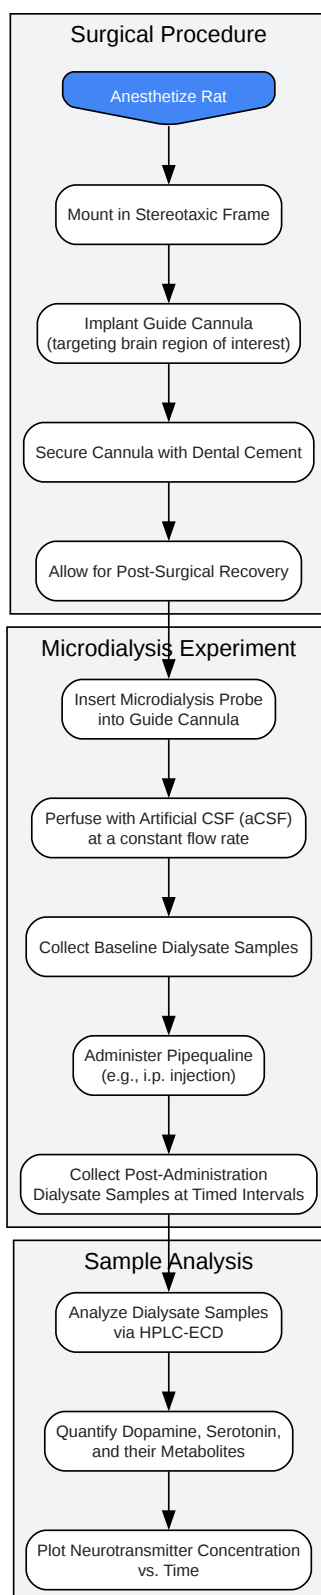 Surgical Procedure
Anesthetize Rat
Mount in Stereotaxic Frame
Implant Guide Cannula
(targeting brain region of interest)
Secure Cannula with Dental Cement
Allow for Post-Surgical Recovery
Microdialysis Experiment
Insert Microdialysis Probe
into Guide Cannula
Perfuse with Artificial CSF (aCSF)
at a constant flow rate
Collect Baseline Dialysate Samples
Administer Pipequaline
(e.g., i.p. injection)
Collect Post-Administration
Dialysate Samples at Timed Intervals
Sample Analysis
Analyze Dialysate Samples
via HPLC-ECD
Quantify Dopamine, Serotonin,
and their Metabolites
Plot Neurotransmitter Concentration
vs. Time